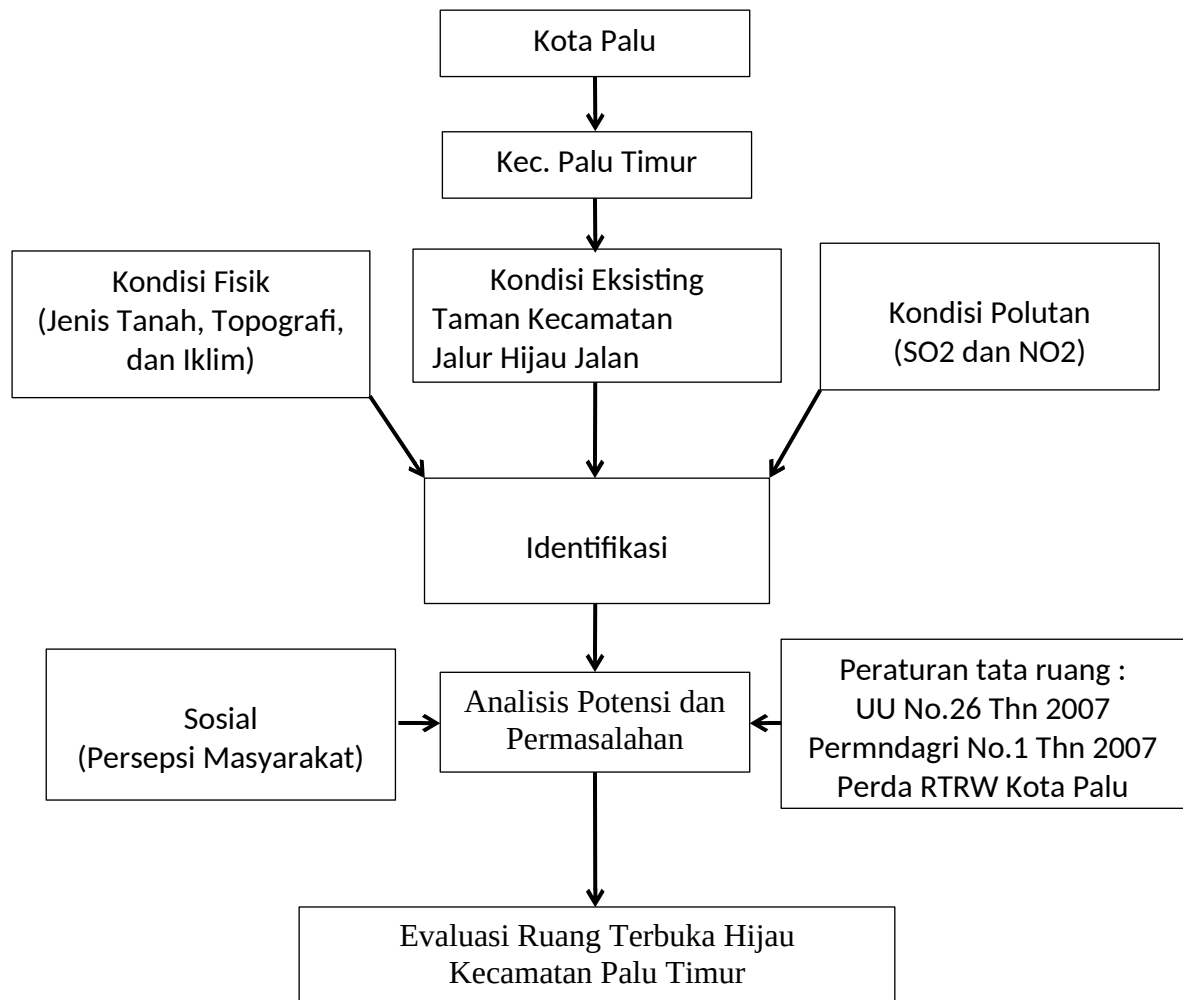 Kota Palu
Kec. Palu Timur
Kondisi Fisik
(Jenis Tanah, Topografi,
dan Iklim)
Kondisi Eksisting
Taman Kecamatan
Jalur Hijau Jalan
Kondisi Polutan
(SO2 dan NO2)
Identifikasi
Sosial
(Persepsi Masyarakat)
Analisis Potensi dan
Permasalahan
Peraturan tata ruang :
UU No.26 Thn 2007
Permndagri No.1 Thn 2007
Perda RTRW Kota Palu
Evaluasi Ruang Terbuka Hijau
Kecamatan Palu Timur